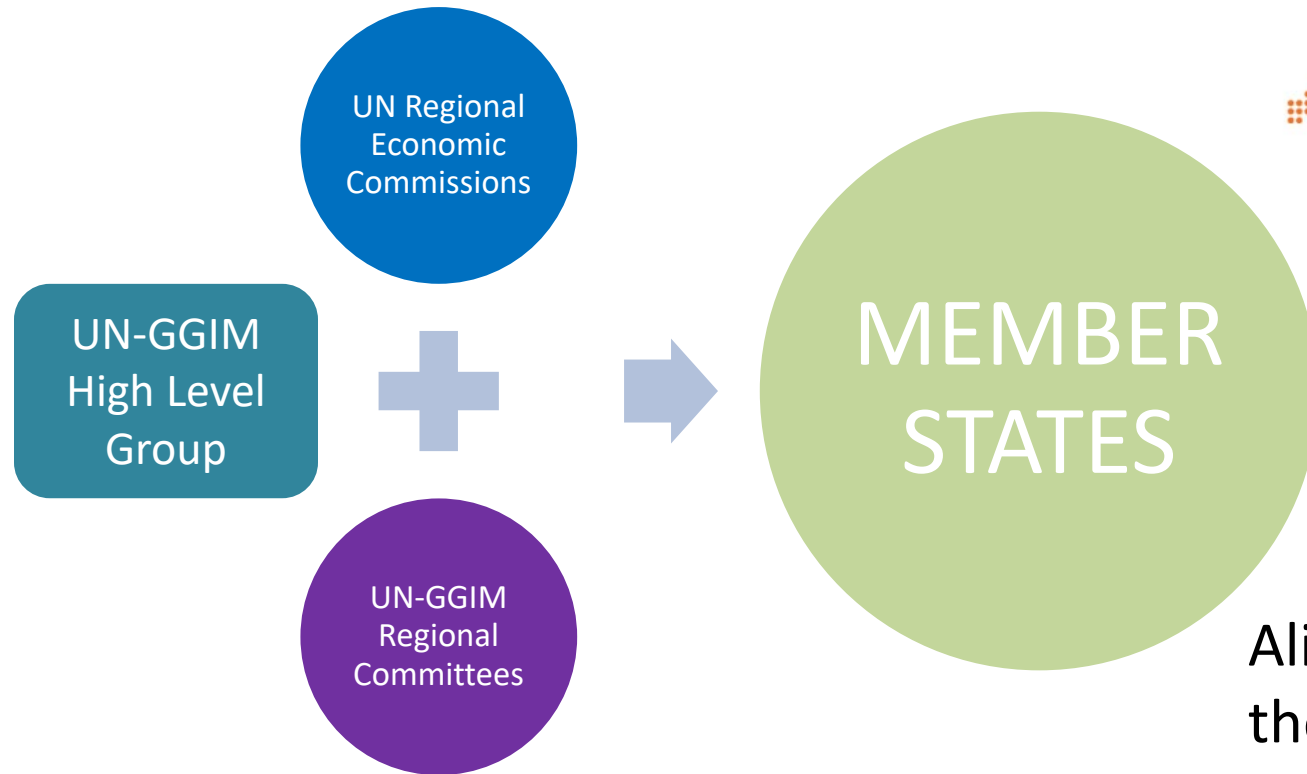 UN Regional
Economic
Commissions
UN-GGIM
High Level
Group
MEMBER
STATES
UN-GGIM
Regional
Committees